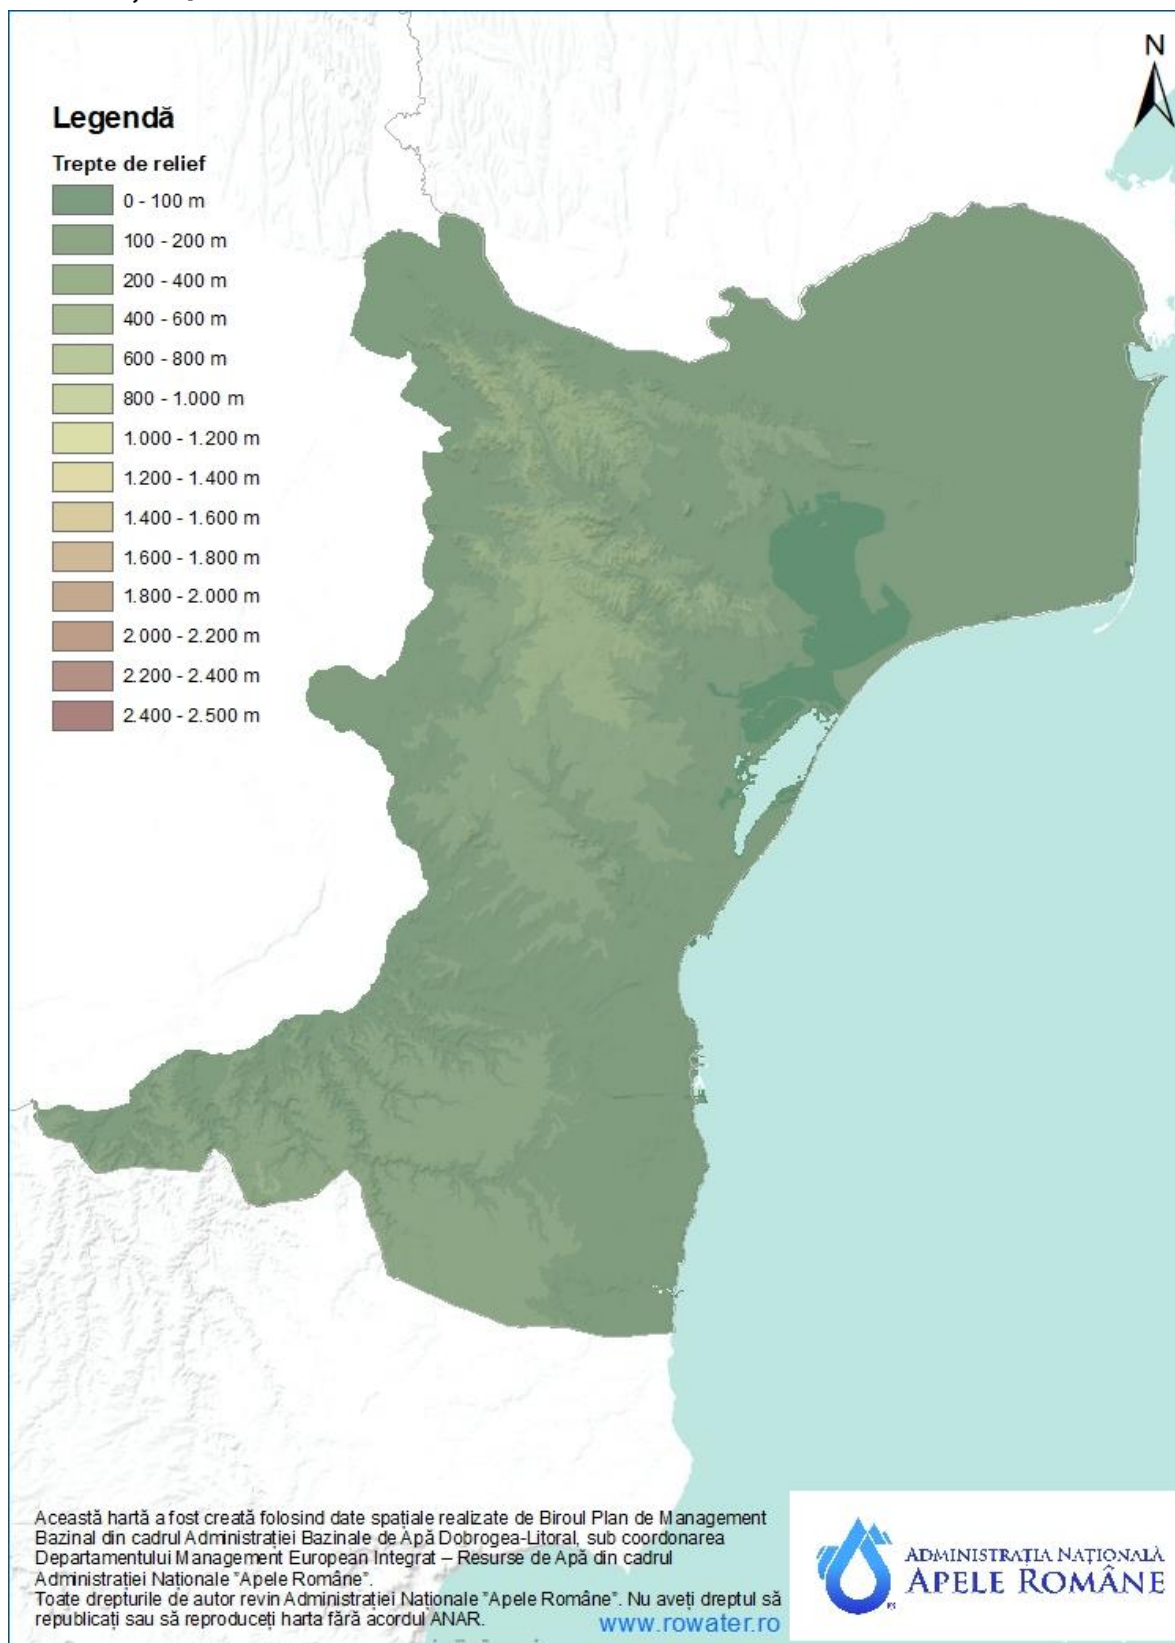 N
Legendă
Trepte de relief
0 - 100 m
100 - 200 m
200 - 400 m
400 - 600 m
600 - 800 m
800 - 1.000 m
1.000 - 1.200 m
1.200 - 1.400 m
1.400 - 1.600 m
1.600 - 1.800 m
1.800 - 2.000 m
2.000 - 2.200 m
2.200 - 2.400 m
2.400 - 2.500 m
Această hartă a fost creată folosind date spațiale realizate de Biroul Plan de Management
Bazinal din cadrul Administrației Bazinale de Apă Dobrogea-Litoral, sub coordonarea
Departamentului Management European Integrat – Resurse de Apă din cadrul
Administrației Naționale "Apele Române".
Toate drepturile de autor revin Administrației Naționale "Apele Române". Nu aveți dreptul să
republicați sau să reproduceți harta fără acordul ANAR.
www.rowater.ro
ADMINISTRAȚIA NAȚIONALĂ
APELE ROMÂNE